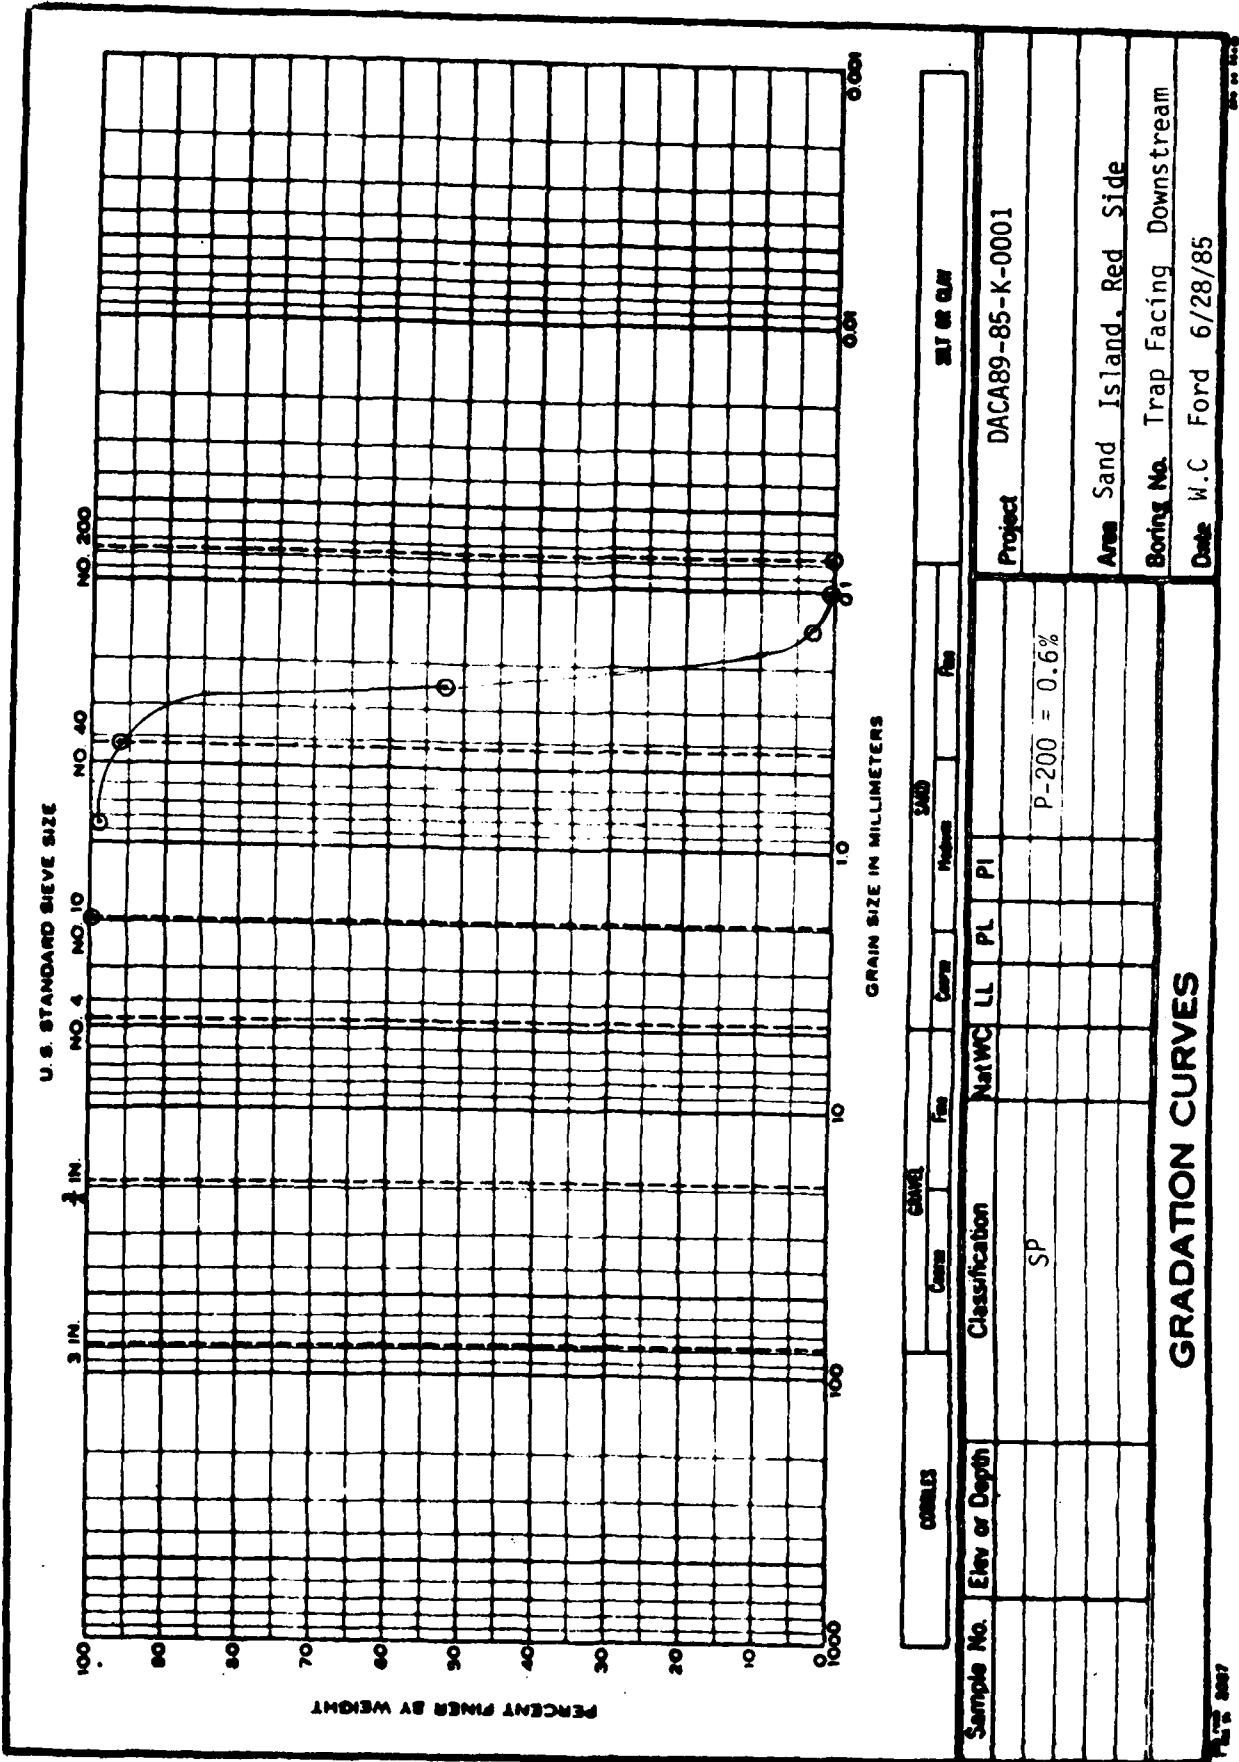 U.S. STANDARD SIEVE SIZE
3 IN. 3/4 IN. NO. 4 NO. 10 NO. 40 NO. 200
PERCENT FINER BY WEIGHT
100
90
80
70
60
50
40
30
20
10
0
1000 100 10 1.0 0.1 0.01 0.001
GRAIN SIZE IN MILLIMETERS
COBBLES GRAVEL SAND SILT OR CLAY
Coarse Fine Coarse Medium Fine
Sample No. Elev or Depth Classification Nat WC LL PL PI
SP P-200 = 0.6%
Project DACA89-85-K-0001
Area Sand Island, Red Side
Boring No. Trap Facing Downstream
Date W.C Ford 6/28/85
GRADATION CURVES
2087